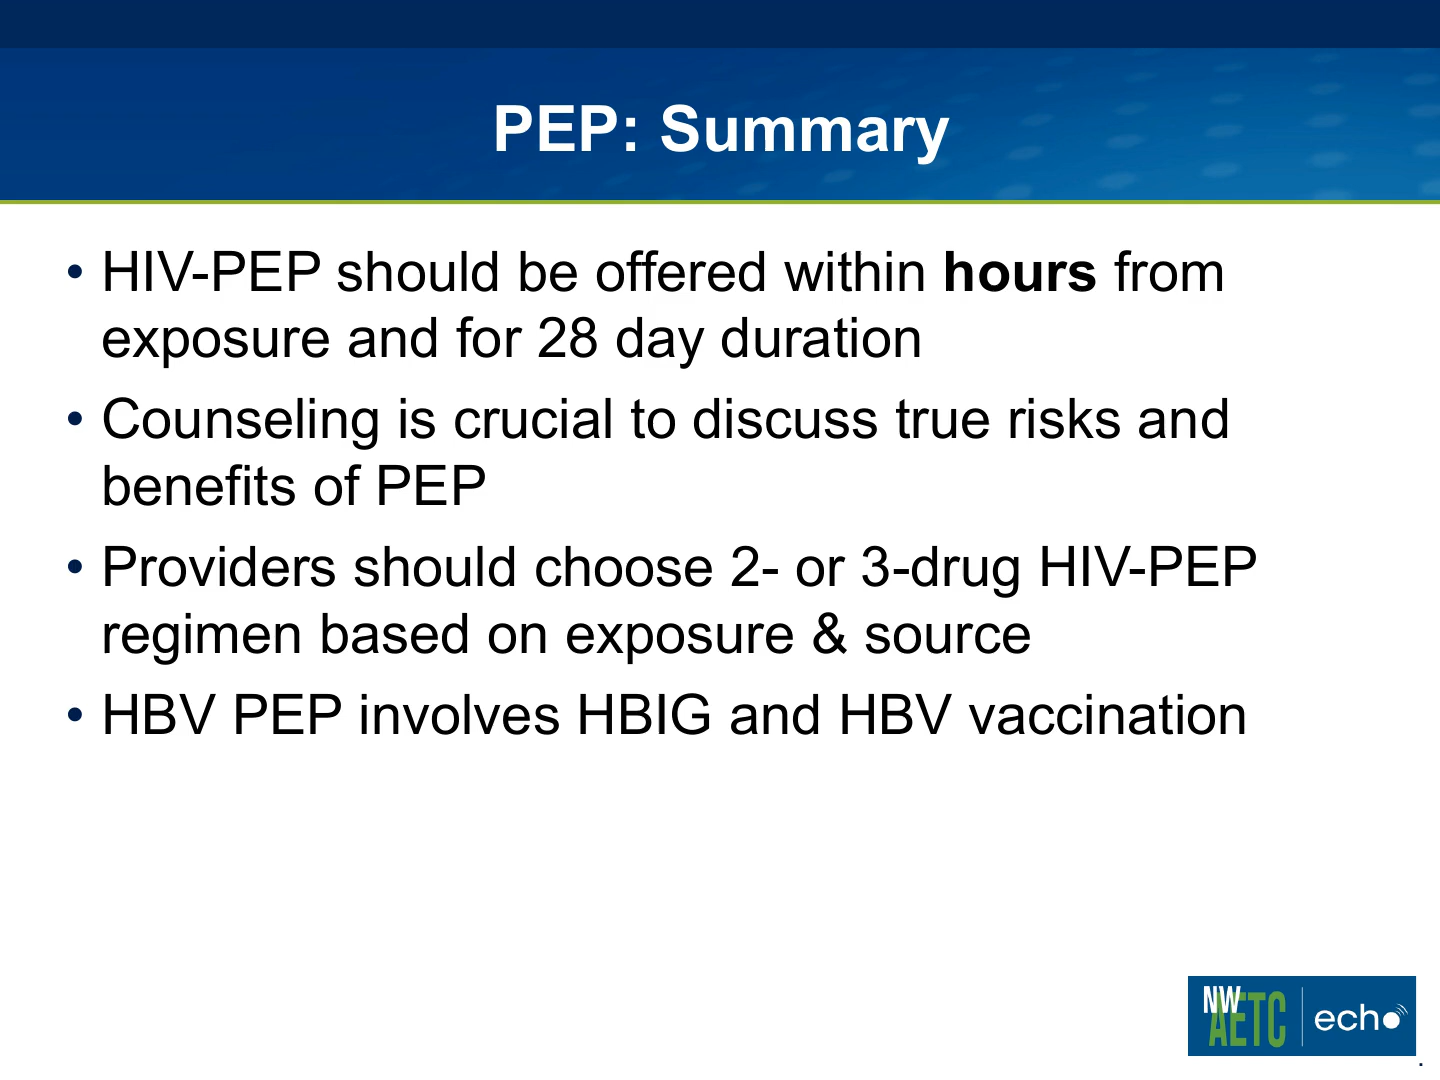 PEP: Summary
• HIV-PEP should be offered within hours from
exposure and for 28 day duration
• Counseling is crucial to discuss true risks and
benefits of PEP
• Providers should choose 2- or 3-drug HIV-PEP
regimen based on exposure & source
• HBV PEP involves HBIG and HBV vaccination
NW
AETC
echo